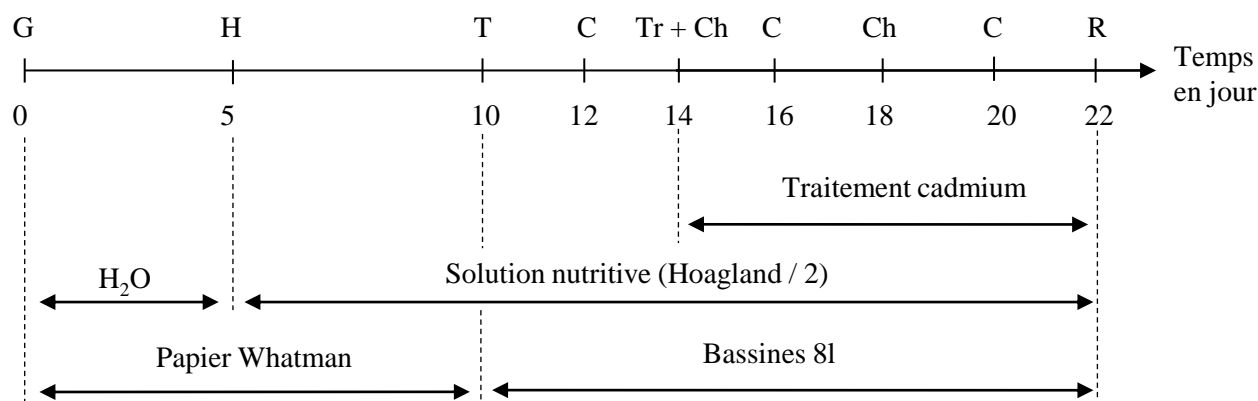 G H T C Tr + Ch C Ch C R
Temps
en jour
0 5 10 12 14 16 18 20 22
Traitement cadmium
H₂O
Solution nutritive (Hoagland / 2)
Papier Whatman
Bassines 8l